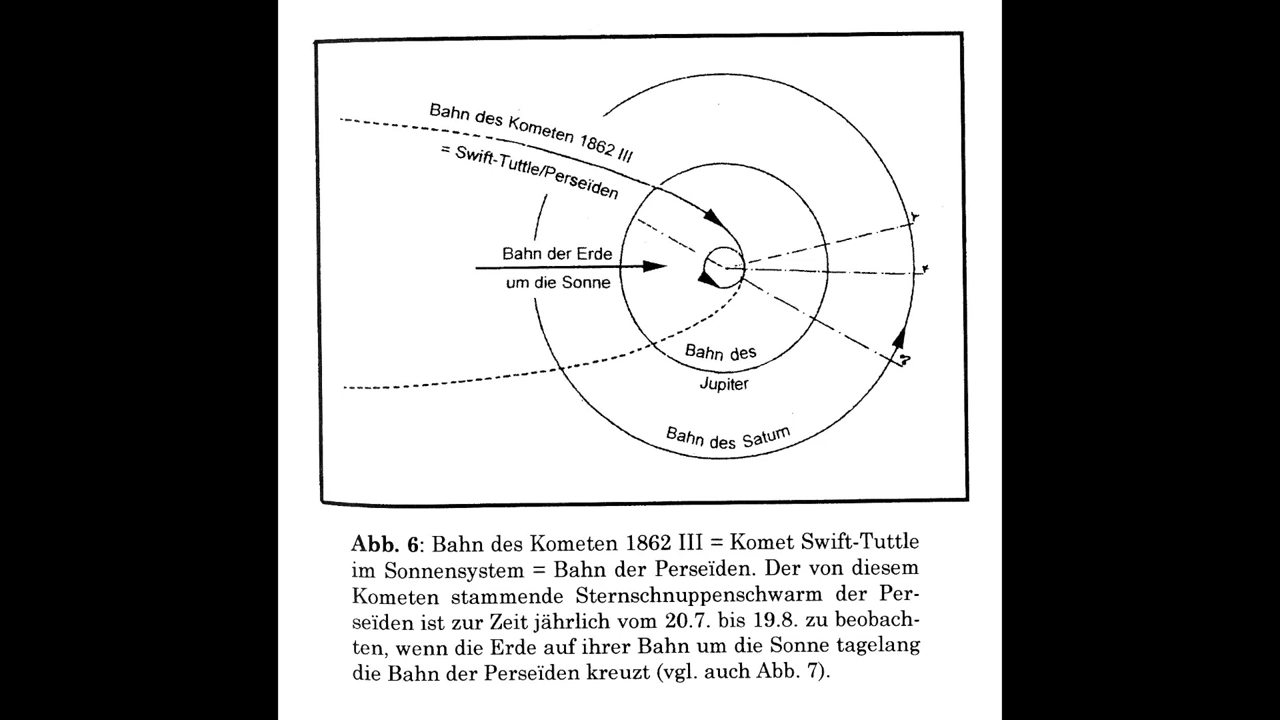 Bahn des Kometen 1862 III
= Swift-Tuttle/Perseïden
Bahn der Erde
um die Sonne
Bahn des
Jupiter
Bahn des Saturn
Abb. 6: Bahn des Kometen 1862 III = Komet Swift-Tuttle
im Sonnensystem = Bahn der Perseïden. Der von diesem
Kometen stammende Sternschnuppenschwarm der Per-
seïden ist zur Zeit jährlich vom 20.7. bis 19.8. zu beobach-
ten, wenn die Erde auf ihrer Bahn um die Sonne tagelang
die Bahn der Perseïden kreuzt (vgl. auch Abb. 7).